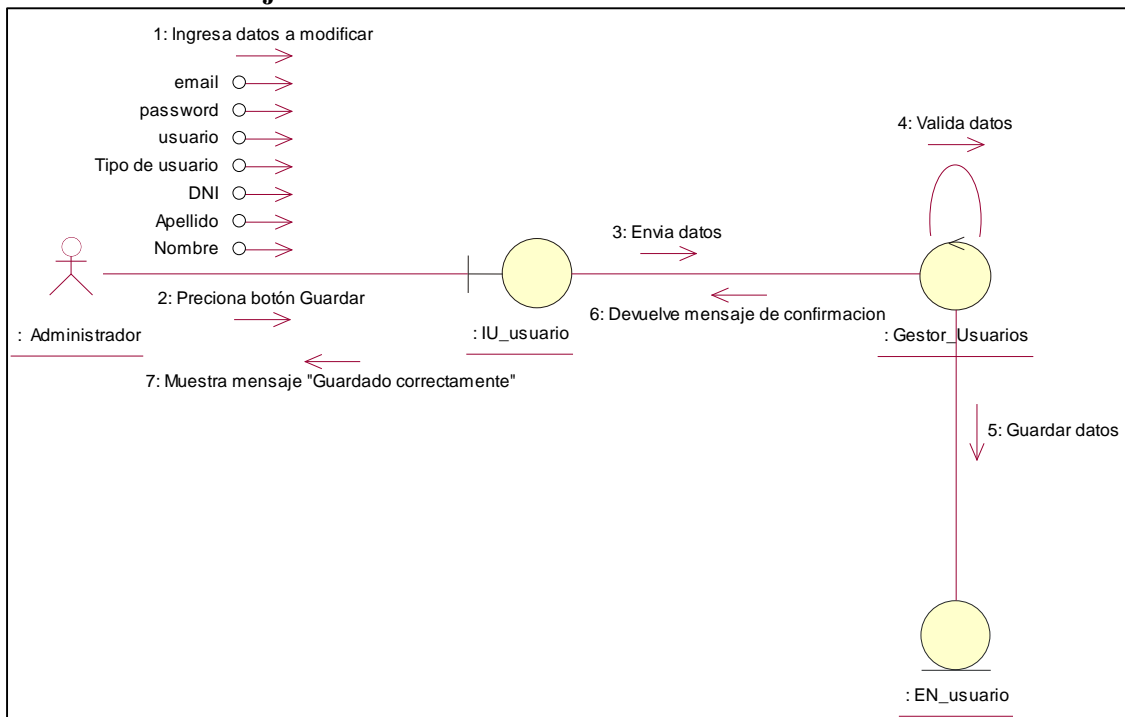 1: Ingresa datos a modificar
email
password
usuario
Tipo de usuario
DNI
Apellido
Nombre
4: Valida datos
3: Envia datos
2: Preciona botón Guardar
6: Devuelve mensaje de confirmacion
: Administrador
: IU_usuario
: Gestor_Usuarios
7: Muestra mensaje "Guardado correctamente"
5: Guardar datos
: EN_usuario